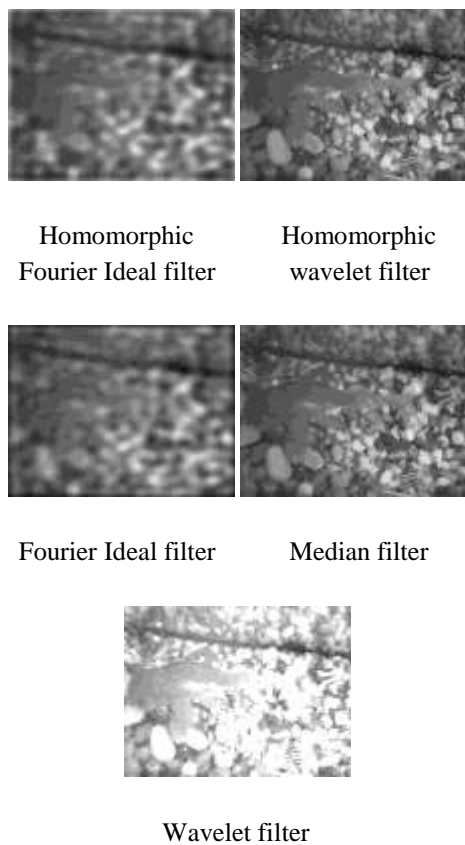 Homomorphic
Fourier Ideal filter
Homomorphic
wavelet filter
Fourier Ideal filter
Median filter
Wavelet filter